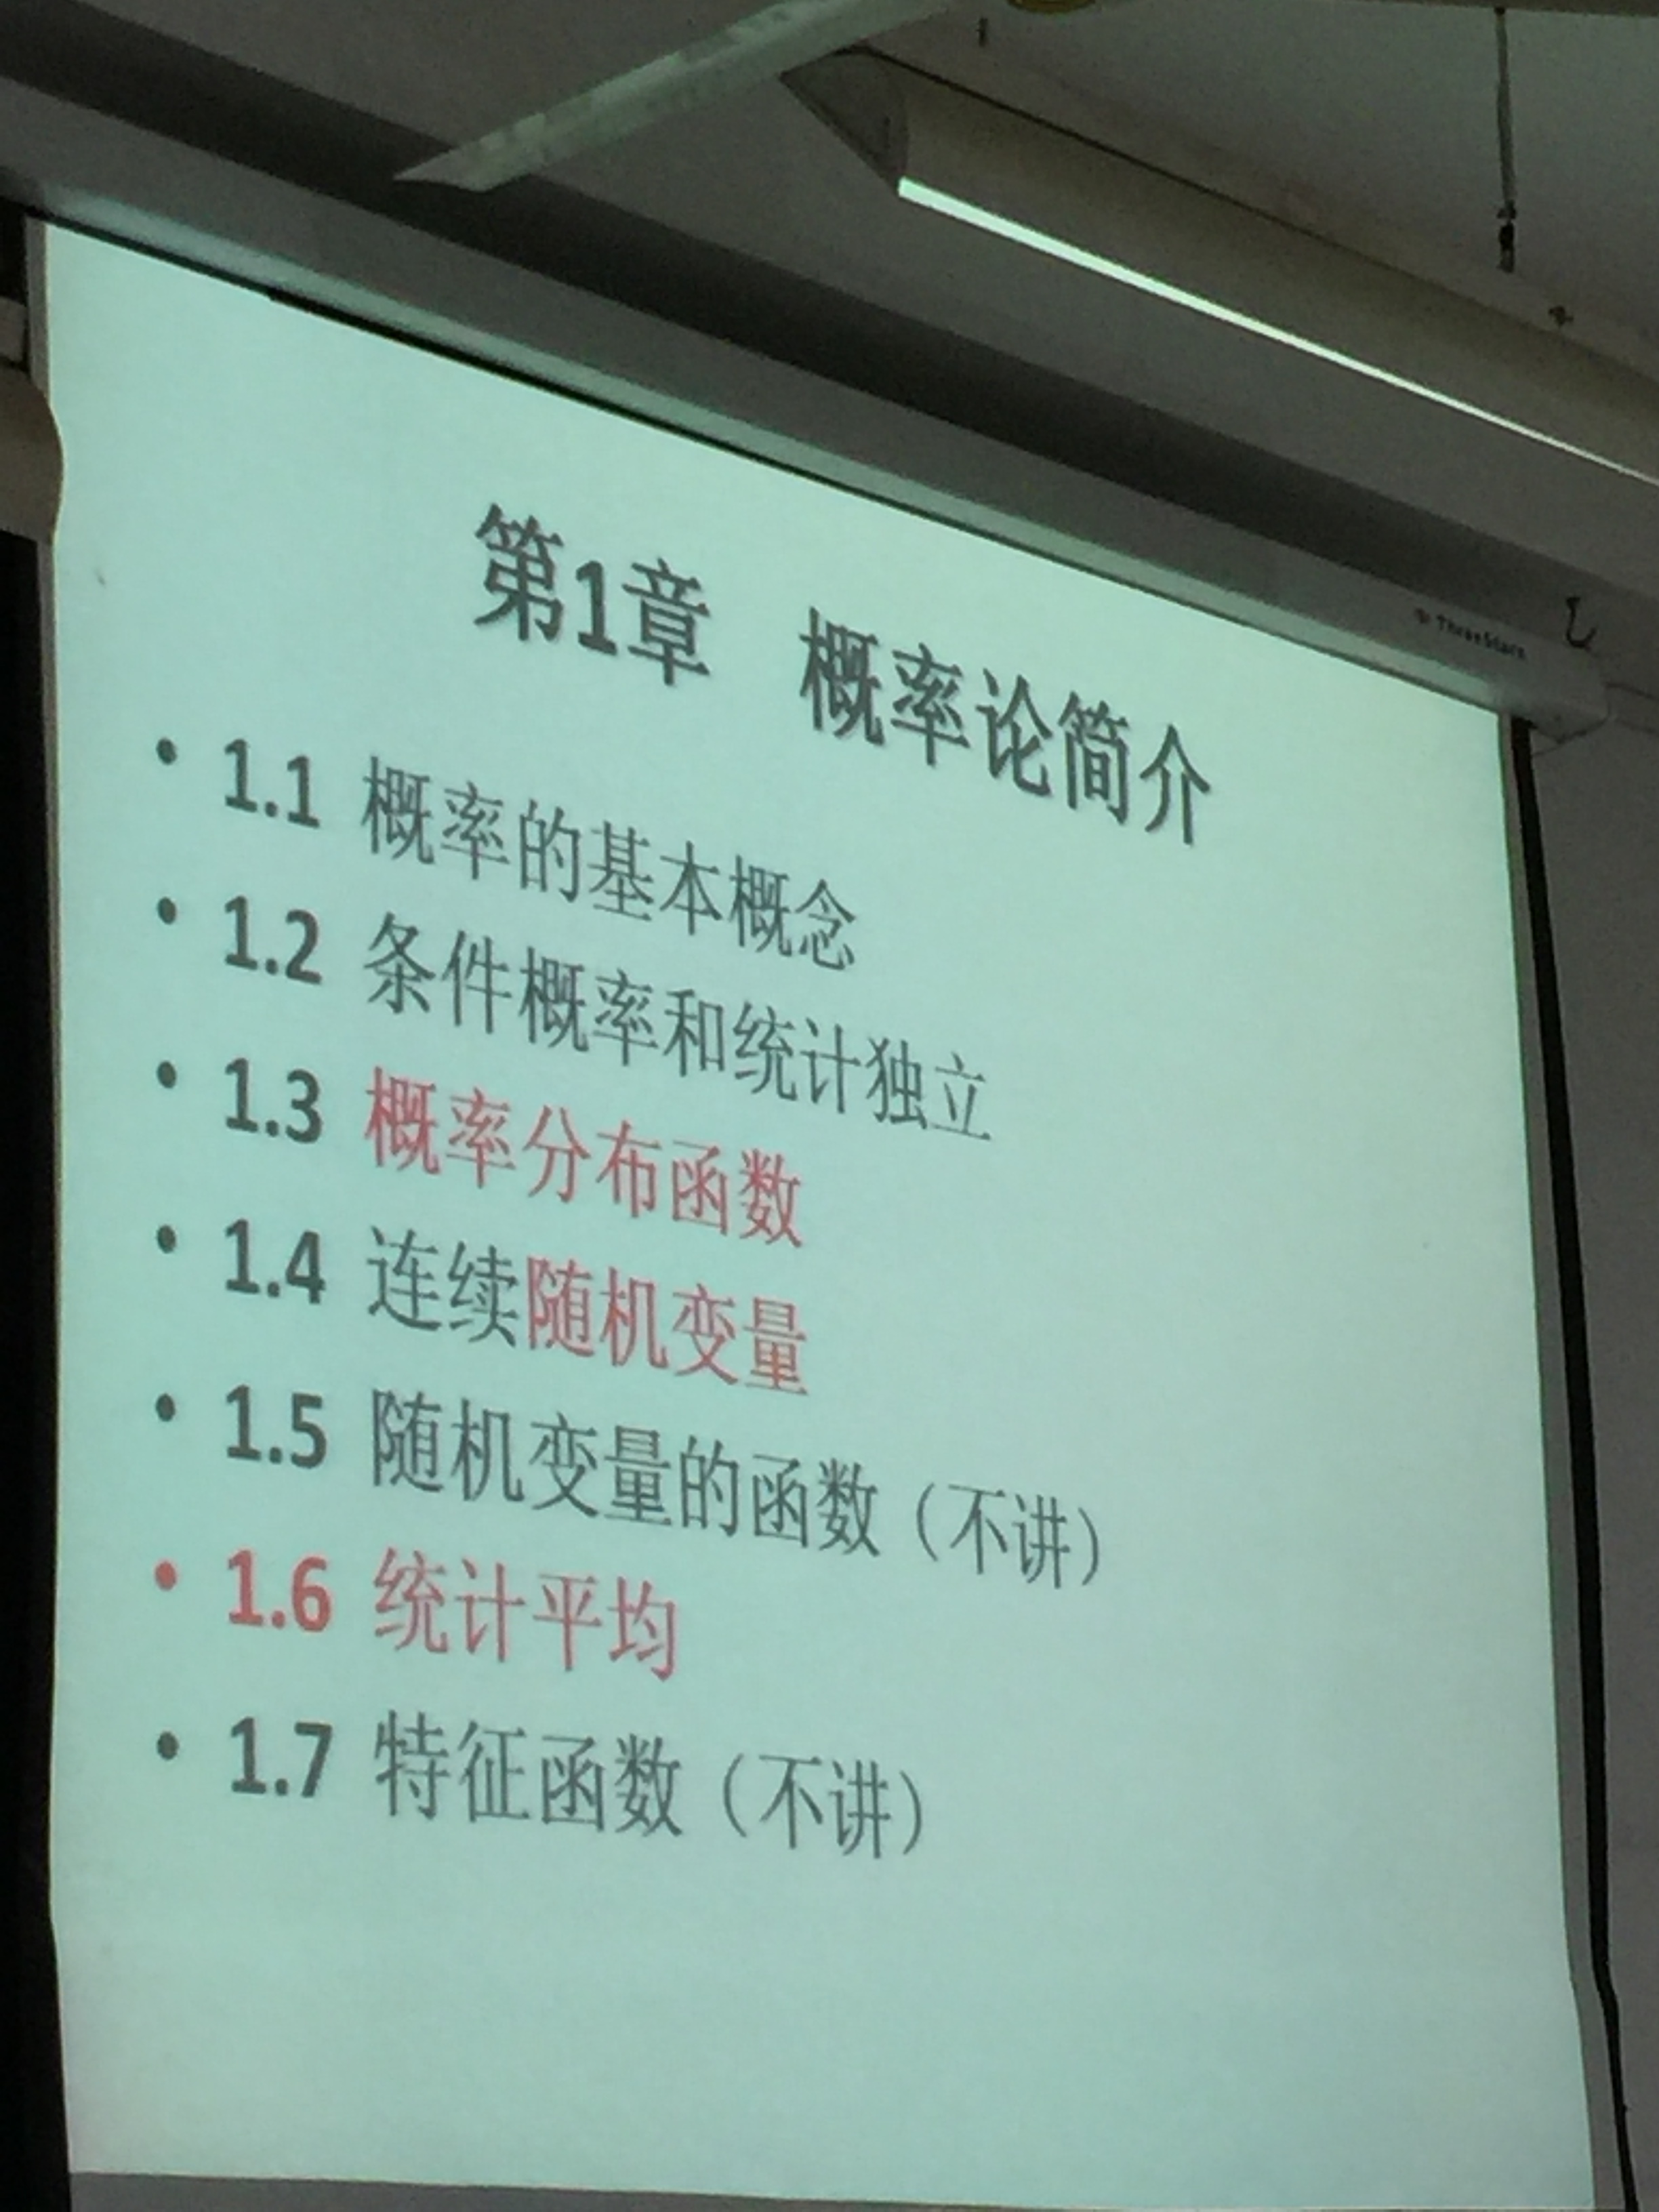 ThreeStars
第1章 概率论简介
• 1.1 概率的基本概念
• 1.2 条件概率和统计独立
• 1.3 概率分布函数
• 1.4 连续随机变量
• 1.5 随机变量的函数（不讲）
• 1.6 统计平均
• 1.7 特征函数（不讲）